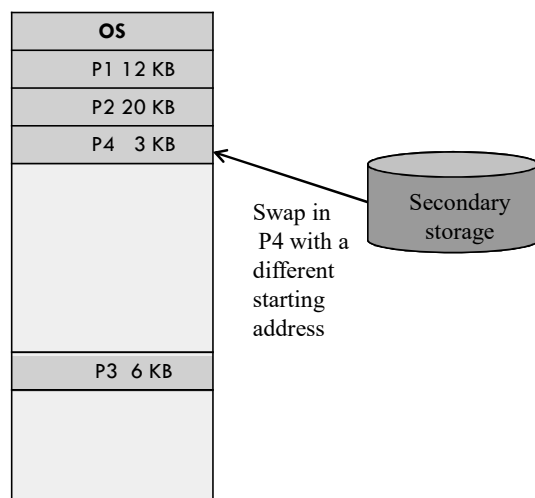 OS
P1 12 KB
P2 20 KB
P4 3 KB
Swap in
P4 with a
different
starting
address
Secondary
storage
P3 6 KB